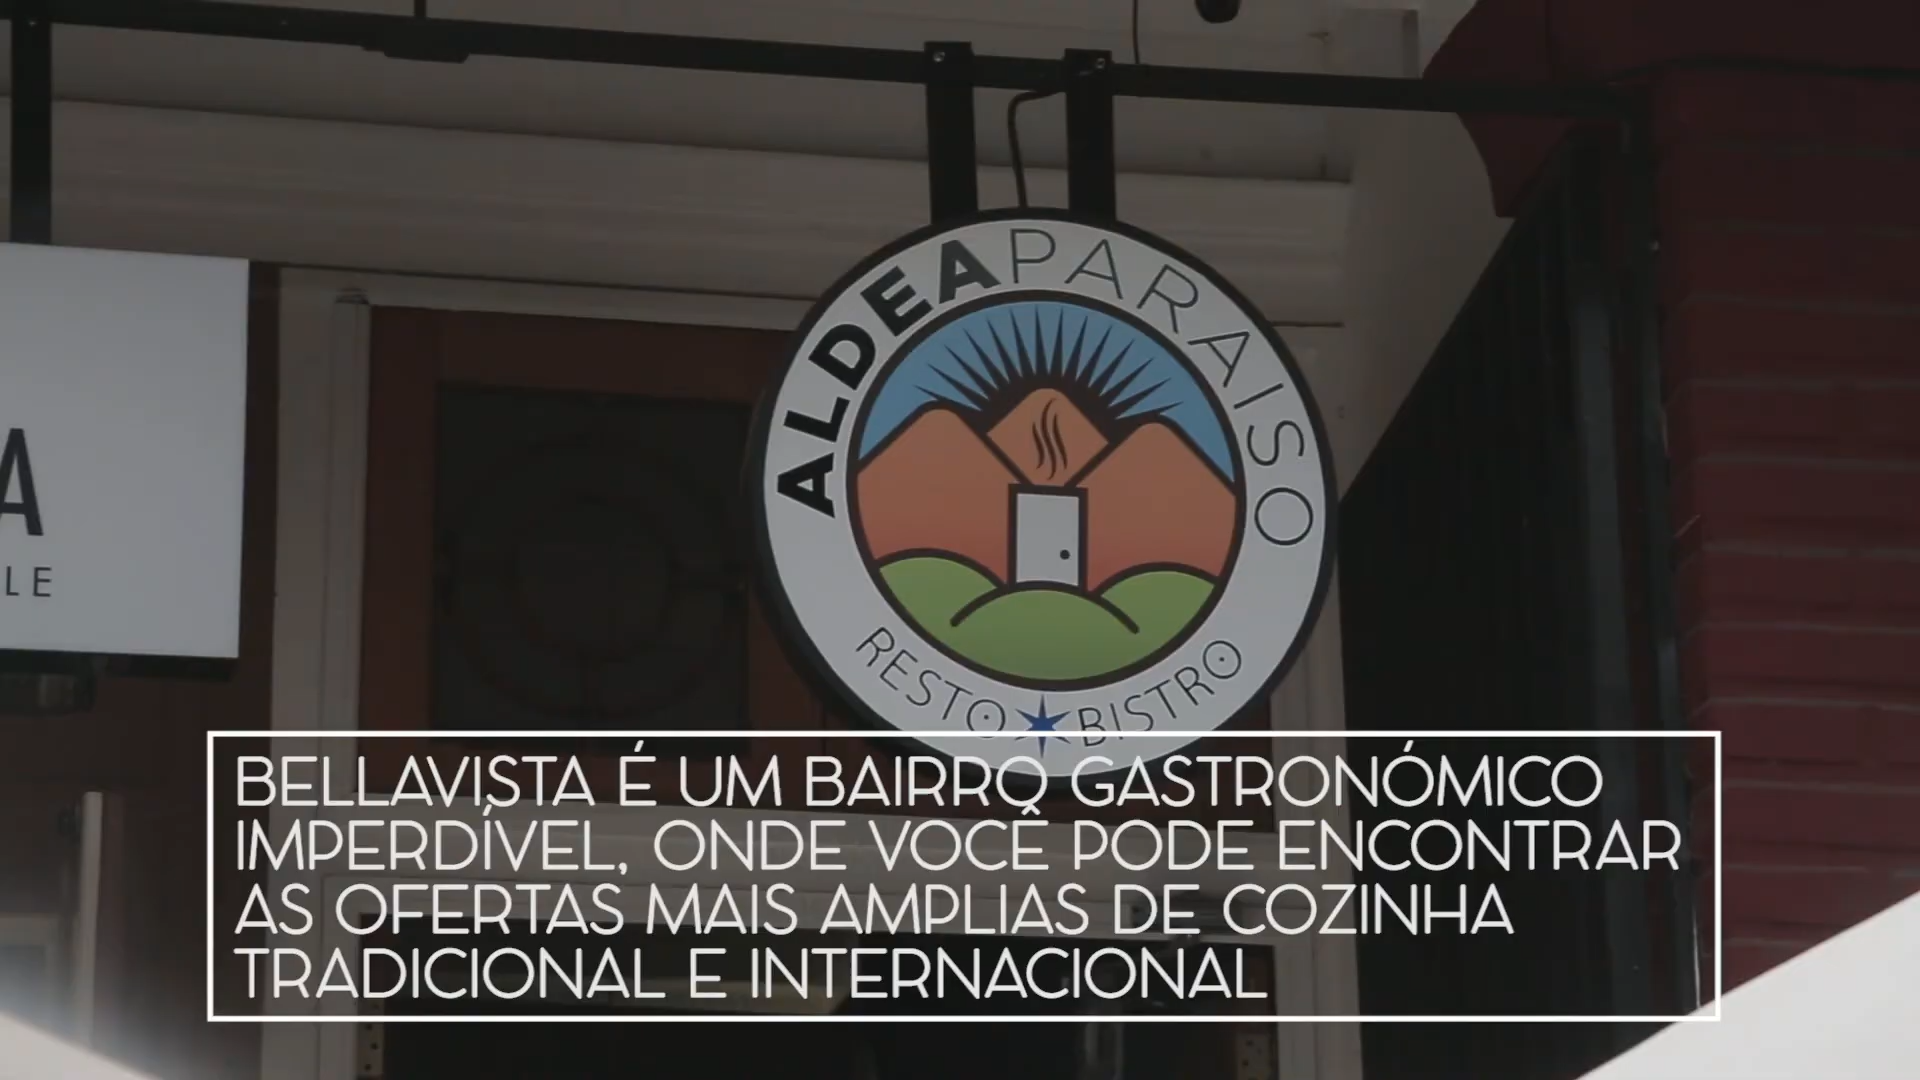 ALDEAPARAISO
RESTO BISTRO
A
LE
BELLAVISTA É UM BAIRRO GASTRONÓMICO
IMPERDÍVEL, ONDE VOCÊ PODE ENCONTRAR
AS OFERTAS MAIS AMPLIAS DE COZINHA
TRADICIONAL E INTERNACIONAL